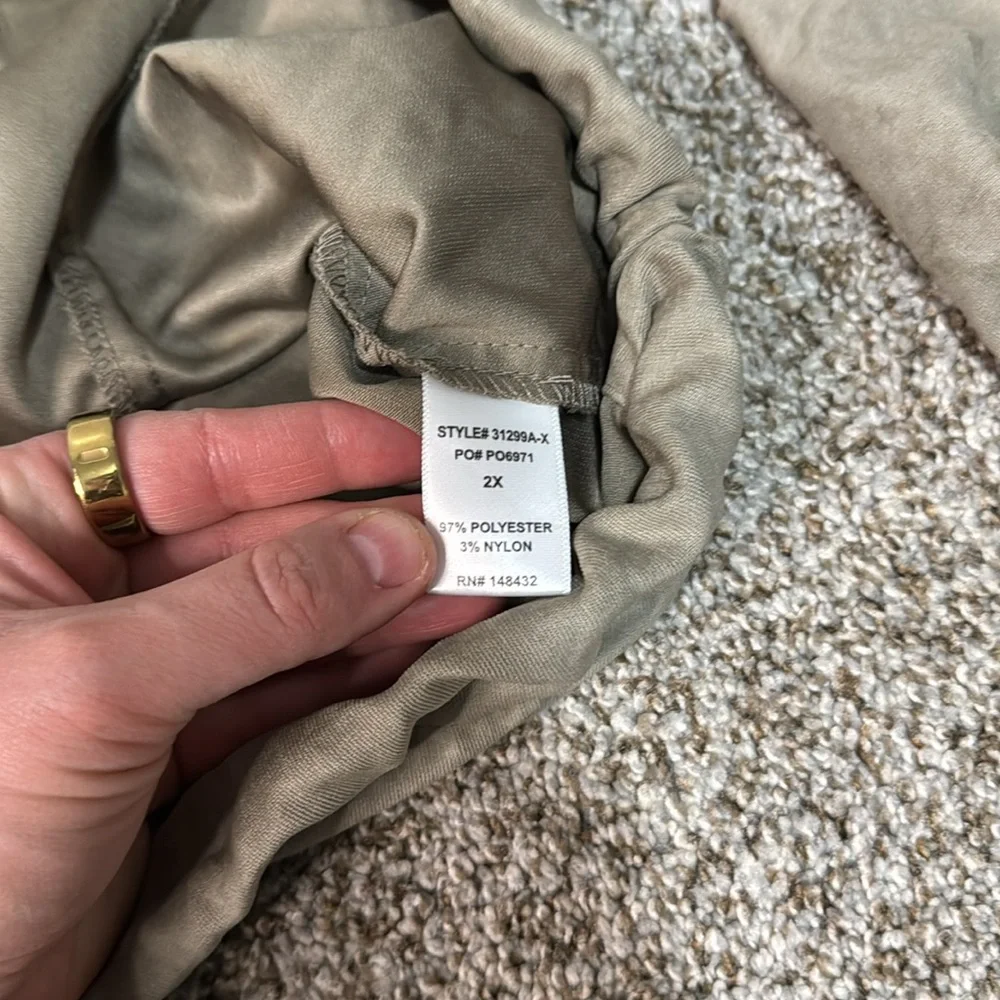 STYLE# 31299A-X
PO# PO6971
2X
97% POLYESTER
3% NYLON
RN# 148432